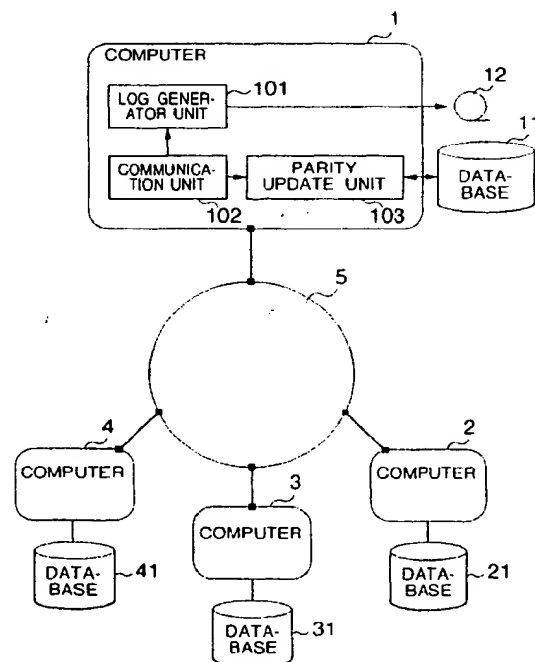 1
COMPUTER
101
LOG GENER-
ATOR UNIT
12
11
COMMUNICA-
TION UNIT
PARITY
UPDATE UNIT
DATA-
BASE
102
103
5
4
COMPUTER
2
COMPUTER
3
COMPUTER
DATA-
BASE
41
DATA-
BASE
21
DATA-
BASE
31